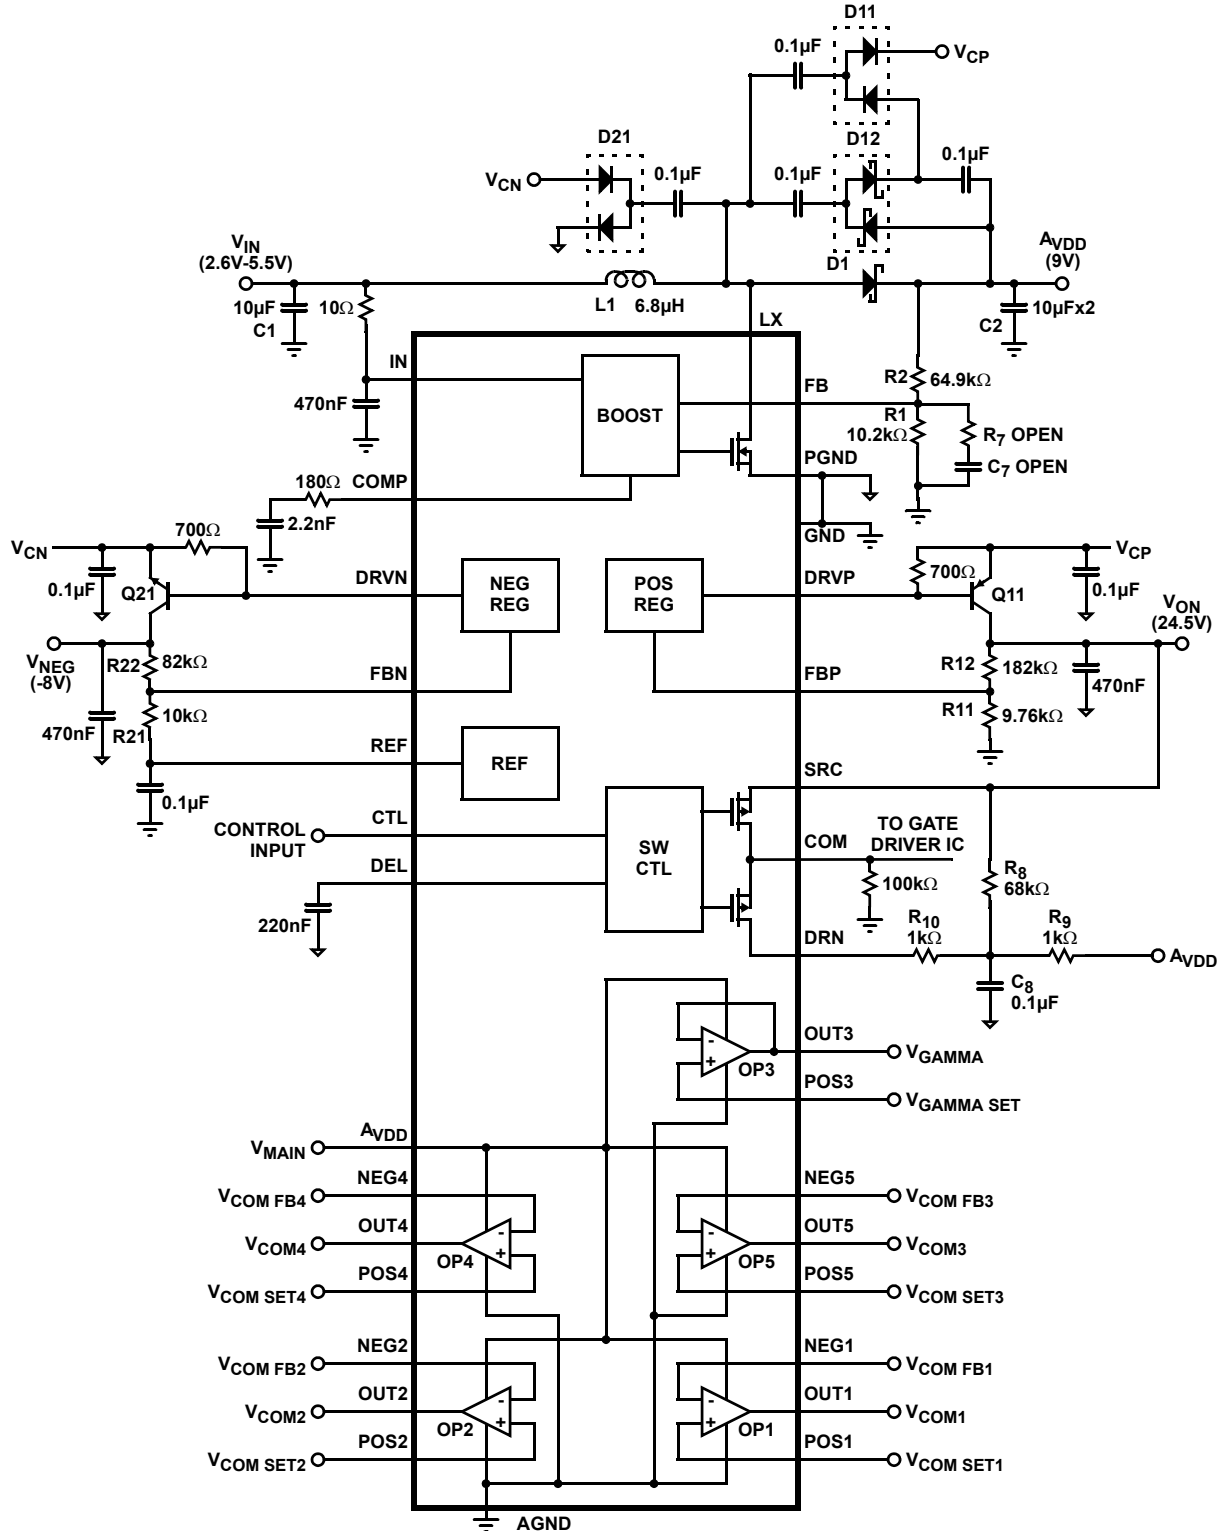 D11
0.1µF
VCP
D12
0.1µF
0.1µF
D21
0.1µF
VCN
VIN
(2.6V-5.5V)
AVDD
(9V)
D1
10µF
C1
10Ω
L1
6.8µH
C2
10µFx2
LX
IN
470nF
BOOST
FB
R2
64.9kΩ
R1
10.2kΩ
R7 OPEN
C7 OPEN
PGND
GND
180Ω
COMP
2.2nF
700Ω
VCN
0.1µF
Q21
DRVN
NEG
REG
POS
REG
DRVP
700Ω
Q11
VCP
0.1µF
VON
(24.5V)
VNEG
(-8V)
R22
82kΩ
FBN
FBP
R12
182kΩ
470nF
R11
9.76kΩ
470nF
R21
10kΩ
REF
REF
0.1µF
SRC
CONTROL
INPUT
CTL
SW
CTL
COM
TO GATE
DRIVER IC
100kΩ
R8
68kΩ
DEL
220nF
DRN
R10
1kΩ
R9
1kΩ
AVDD
C8
0.1µF
-
+
OP3
OUT3
VGAMMA
POS3
VGAMMA SET
VMAIN
AVDD
VCOM FB4
NEG4
VCOM4
OUT4
-
+
OP4
VCOM SET4
POS4
NEG5
VCOM FB3
-
+
OP5
OUT5
VCOM3
POS5
VCOM SET3
VCOM FB2
NEG2
VCOM2
OUT2
-
+
OP2
VCOM SET2
POS2
NEG1
VCOM FB1
-
+
OP1
OUT1
VCOM1
POS1
VCOM SET1
AGND